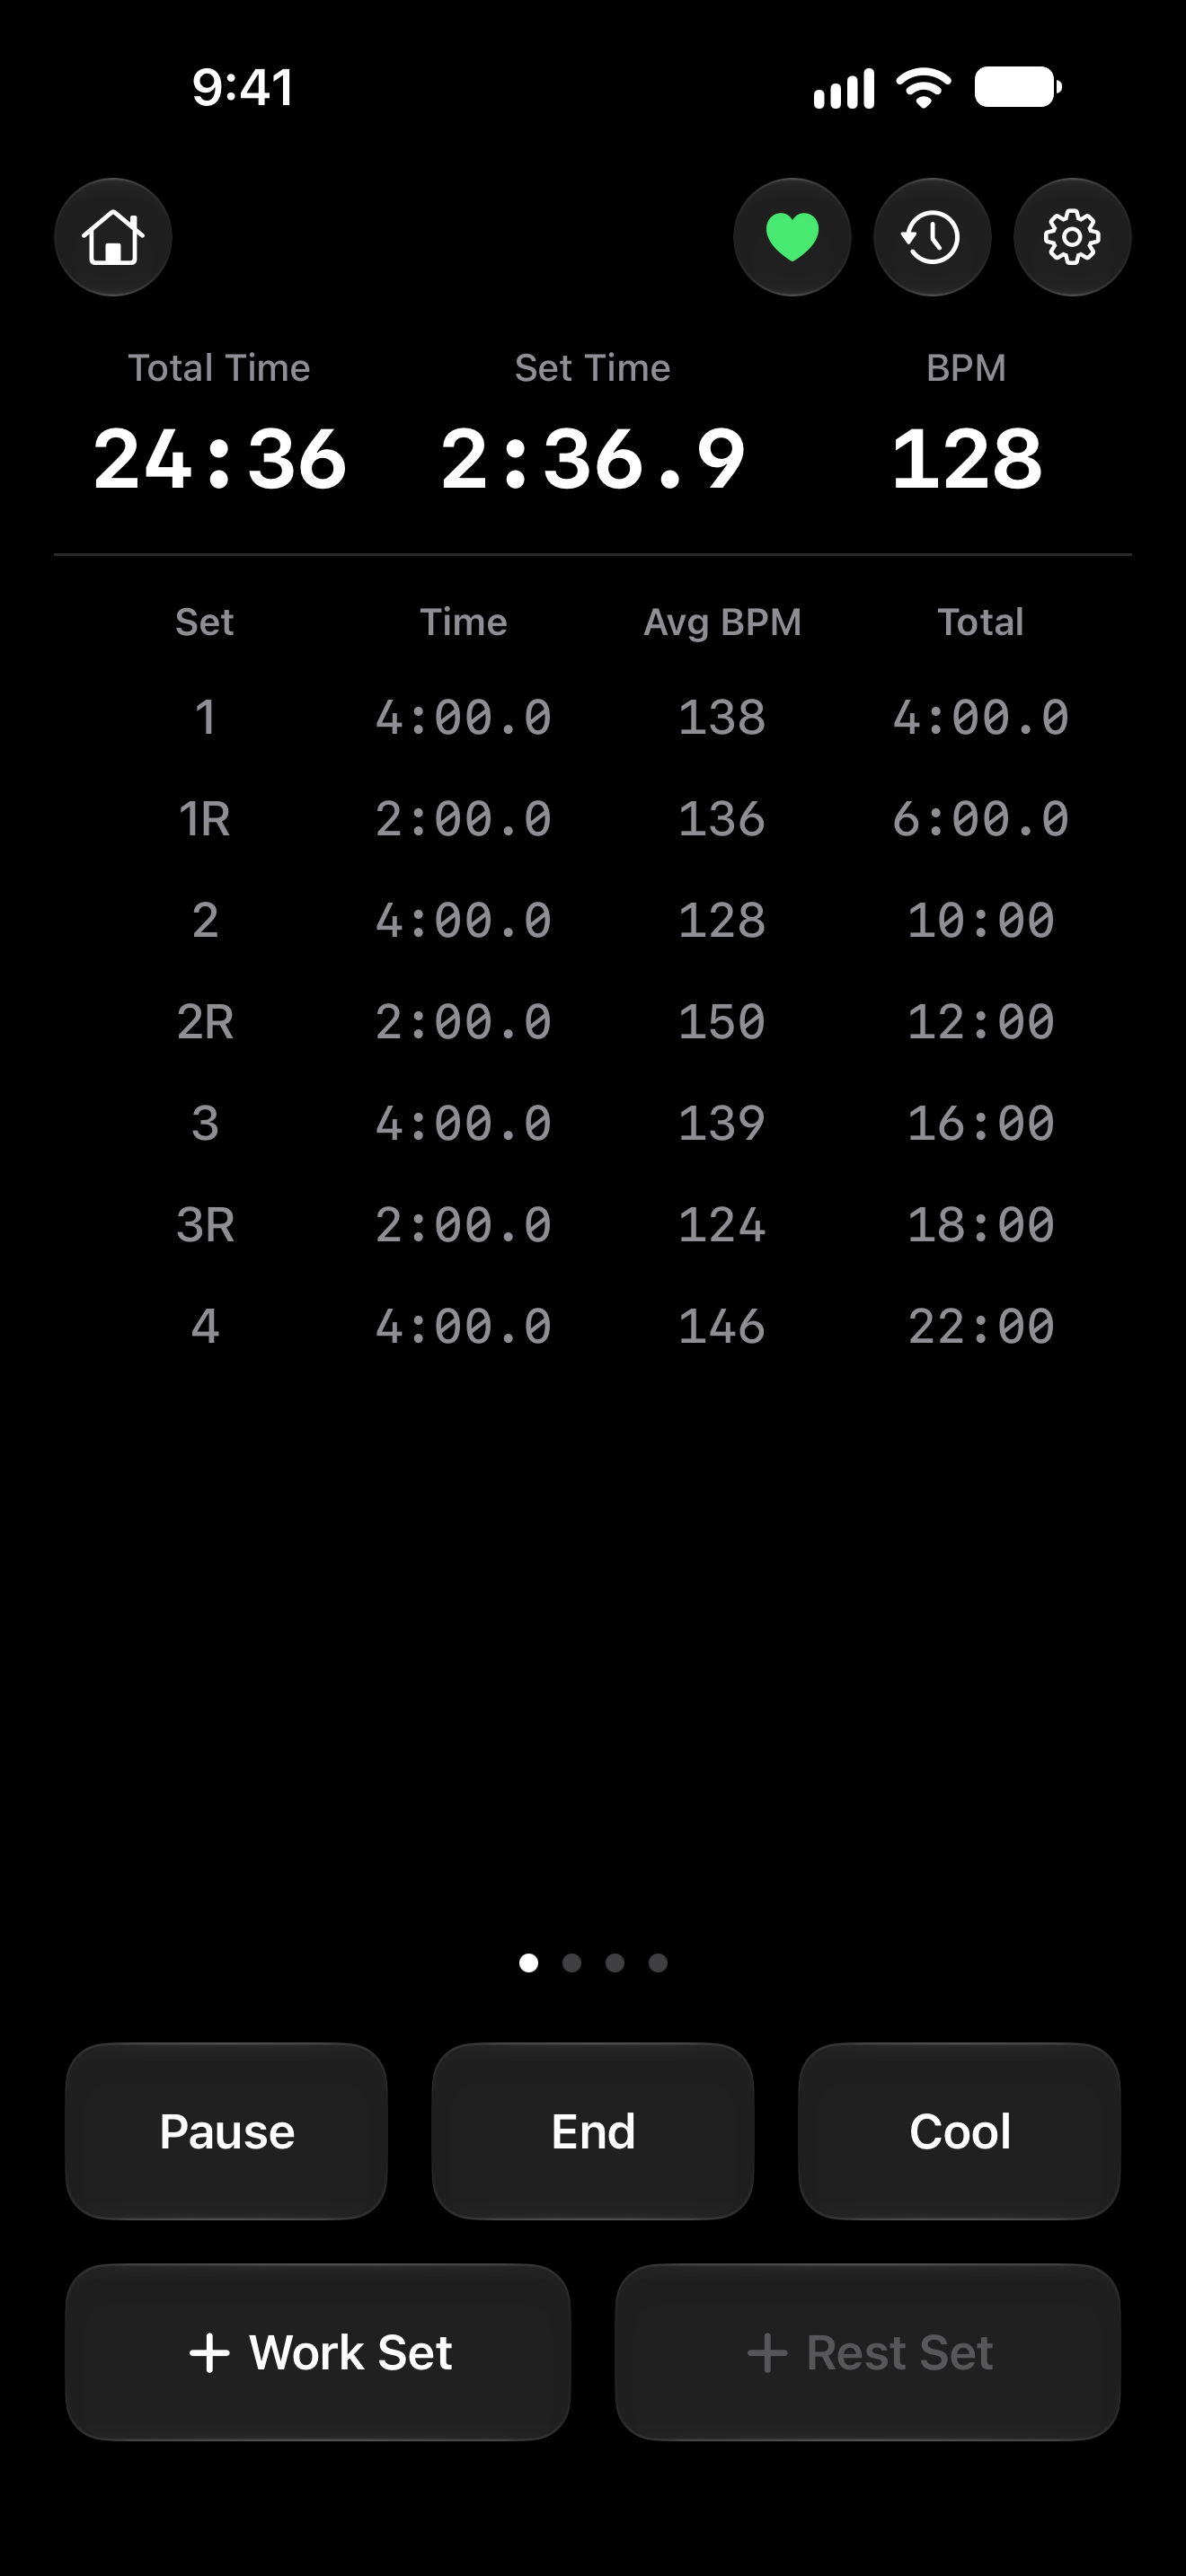 9:41
Total Time Set Time BPM
24:36 2:36.9 128
Set Time Avg BPM Total
1 4:00.0 138 4:00.0
1R 2:00.0 136 6:00.0
2 4:00.0 128 10:00
2R 2:00.0 150 12:00
3 4:00.0 139 16:00
3R 2:00.0 124 18:00
4 4:00.0 146 22:00
Pause End Cool
+ Work Set + Rest Set